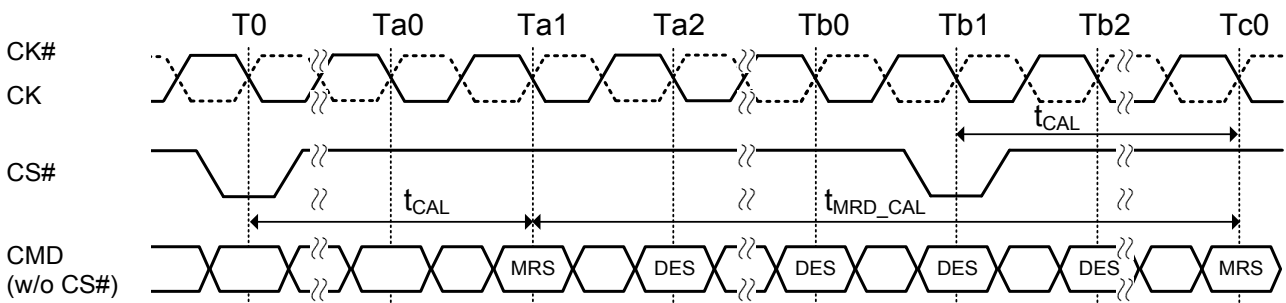 T0 Ta0 Ta1 Ta2 Tb0 Tb1 Tb2 Tc0
CK#
CK
tCAL
CS#
tCAL tMRD_CAL
CMD MRS DES DES DES DES MRS
(w/o CS#)